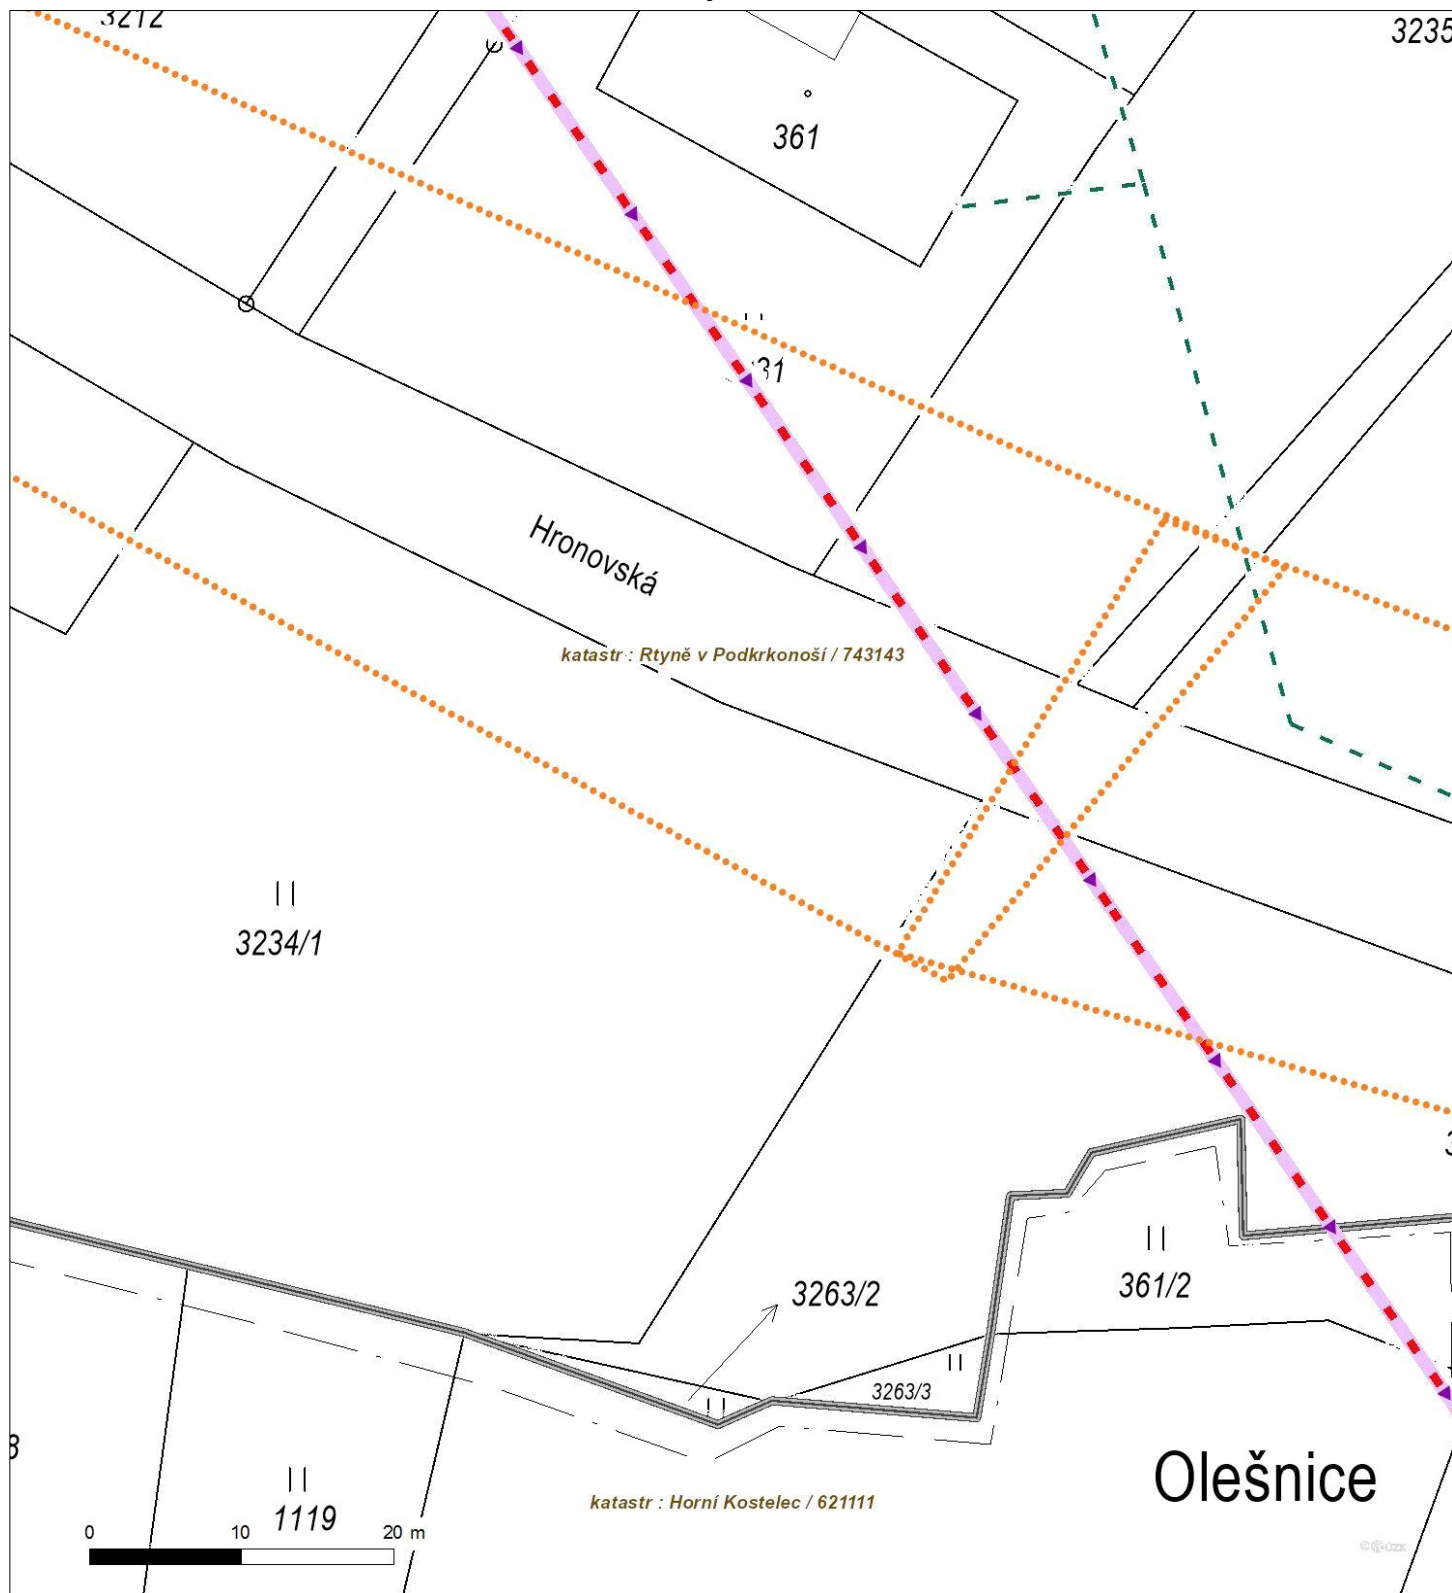 3212
3235
361
Hronovská
katastr : Rtyně v Podkrkonoší / 743143
3234/1
361/2
3263/2
3263/3
Olešnice
katastr : Horní Kostelec / 621111
1119
0 10 20 m